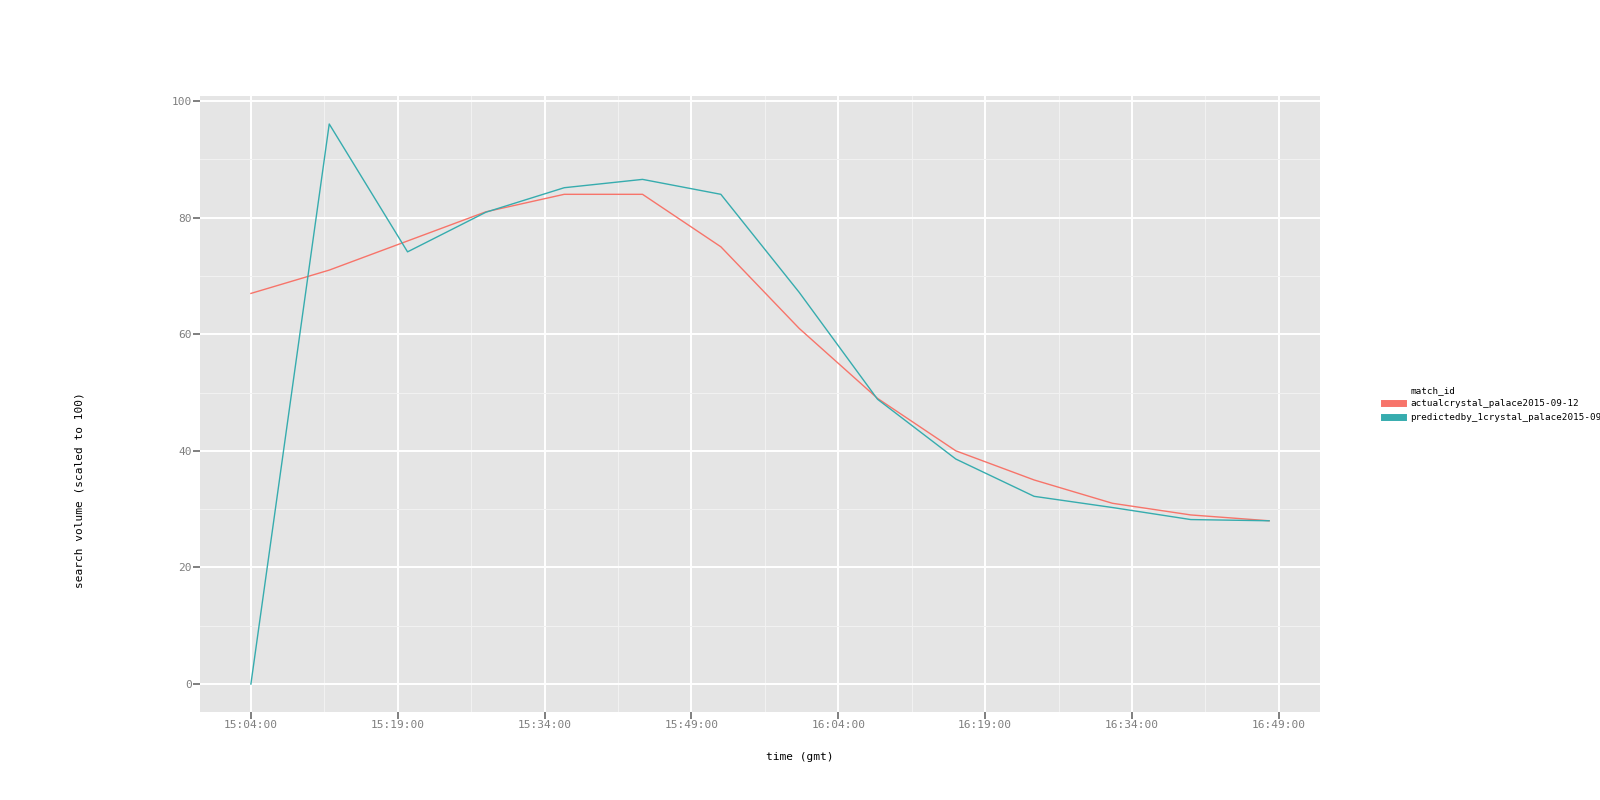 100
80
60
40
20
0
search volume (scaled to 100)
15:04:00 15:19:00 15:34:00 15:49:00 16:04:00 16:19:00 16:34:00 16:49:00
time (gmt)
match_id
actualcrystal_palace2015-09-12
predictedby_1crystal_palace2015-09